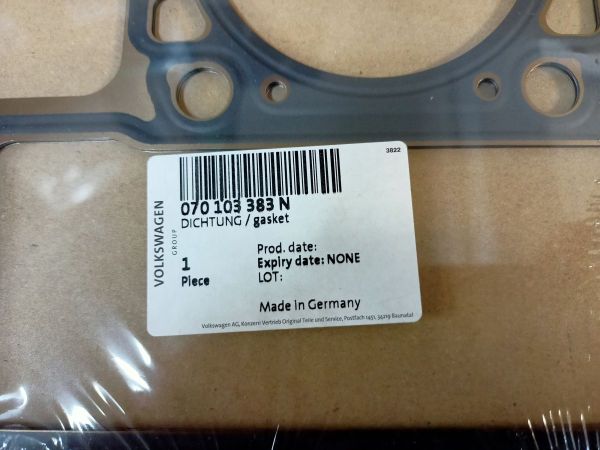 3822
070 103 383 N
DICHTUNG / gasket
VOLKSWAGEN
GROUP
1
Piece
Prod. date:
Expiry date: NONE
LOT:
Made in Germany
Volkswagen AG, Konzern Vertrieb Original Teile und Service, Postfach 1451, 34219 Baunatal